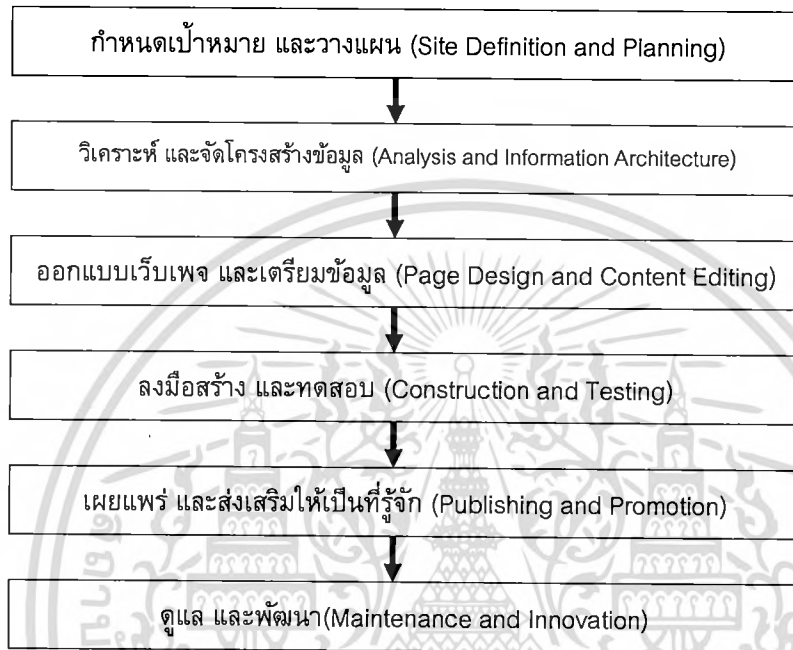 กำหนดเป้าหมาย และวางแผน (Site Definition and Planning)
วิเคราะห์ และจัดโครงสร้างข้อมูล (Analysis and Information Architecture)
ออกแบบเว็บเพจ และเตรียมข้อมูล (Page Design and Content Editing)
ลงมือสร้าง และทดสอบ (Construction and Testing)
เผยแพร่ และส่งเสริมให้เป็นที่รู้จัก (Publishing and Promotion)
ดูแล และพัฒนา(Maintenance and Innovation)